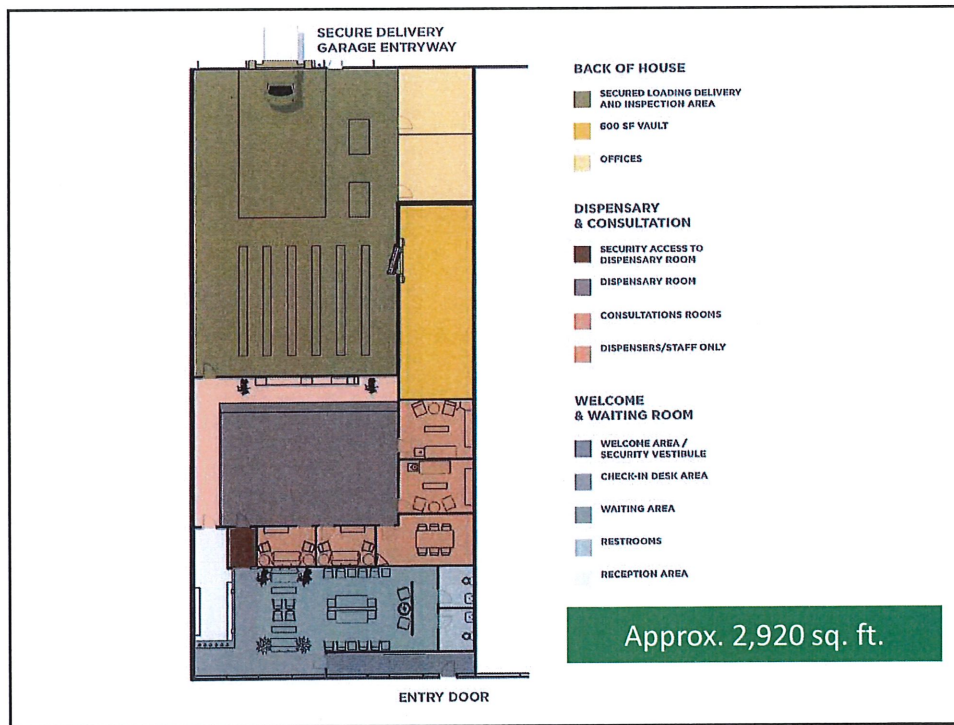 SECURE DELIVERY
GARAGE ENTRYWAY
BACK OF HOUSE
SECURED LOADING DELIVERY
AND INSPECTION AREA
600 SF VAULT
OFFICES
DISPENSARY
& CONSULTATION
SECURITY ACCESS TO
DISPENSARY ROOM
DISPENSARY ROOM
CONSULTATIONS ROOMS
DISPENSERS/STAFF ONLY
WELCOME
& WAITING ROOM
WELCOME AREA /
SECURITY VESTIBULE
CHECK-IN DESK AREA
WAITING AREA
RESTROOMS
RECEPTION AREA
Approx. 2,920 sq. ft.
ENTRY DOOR